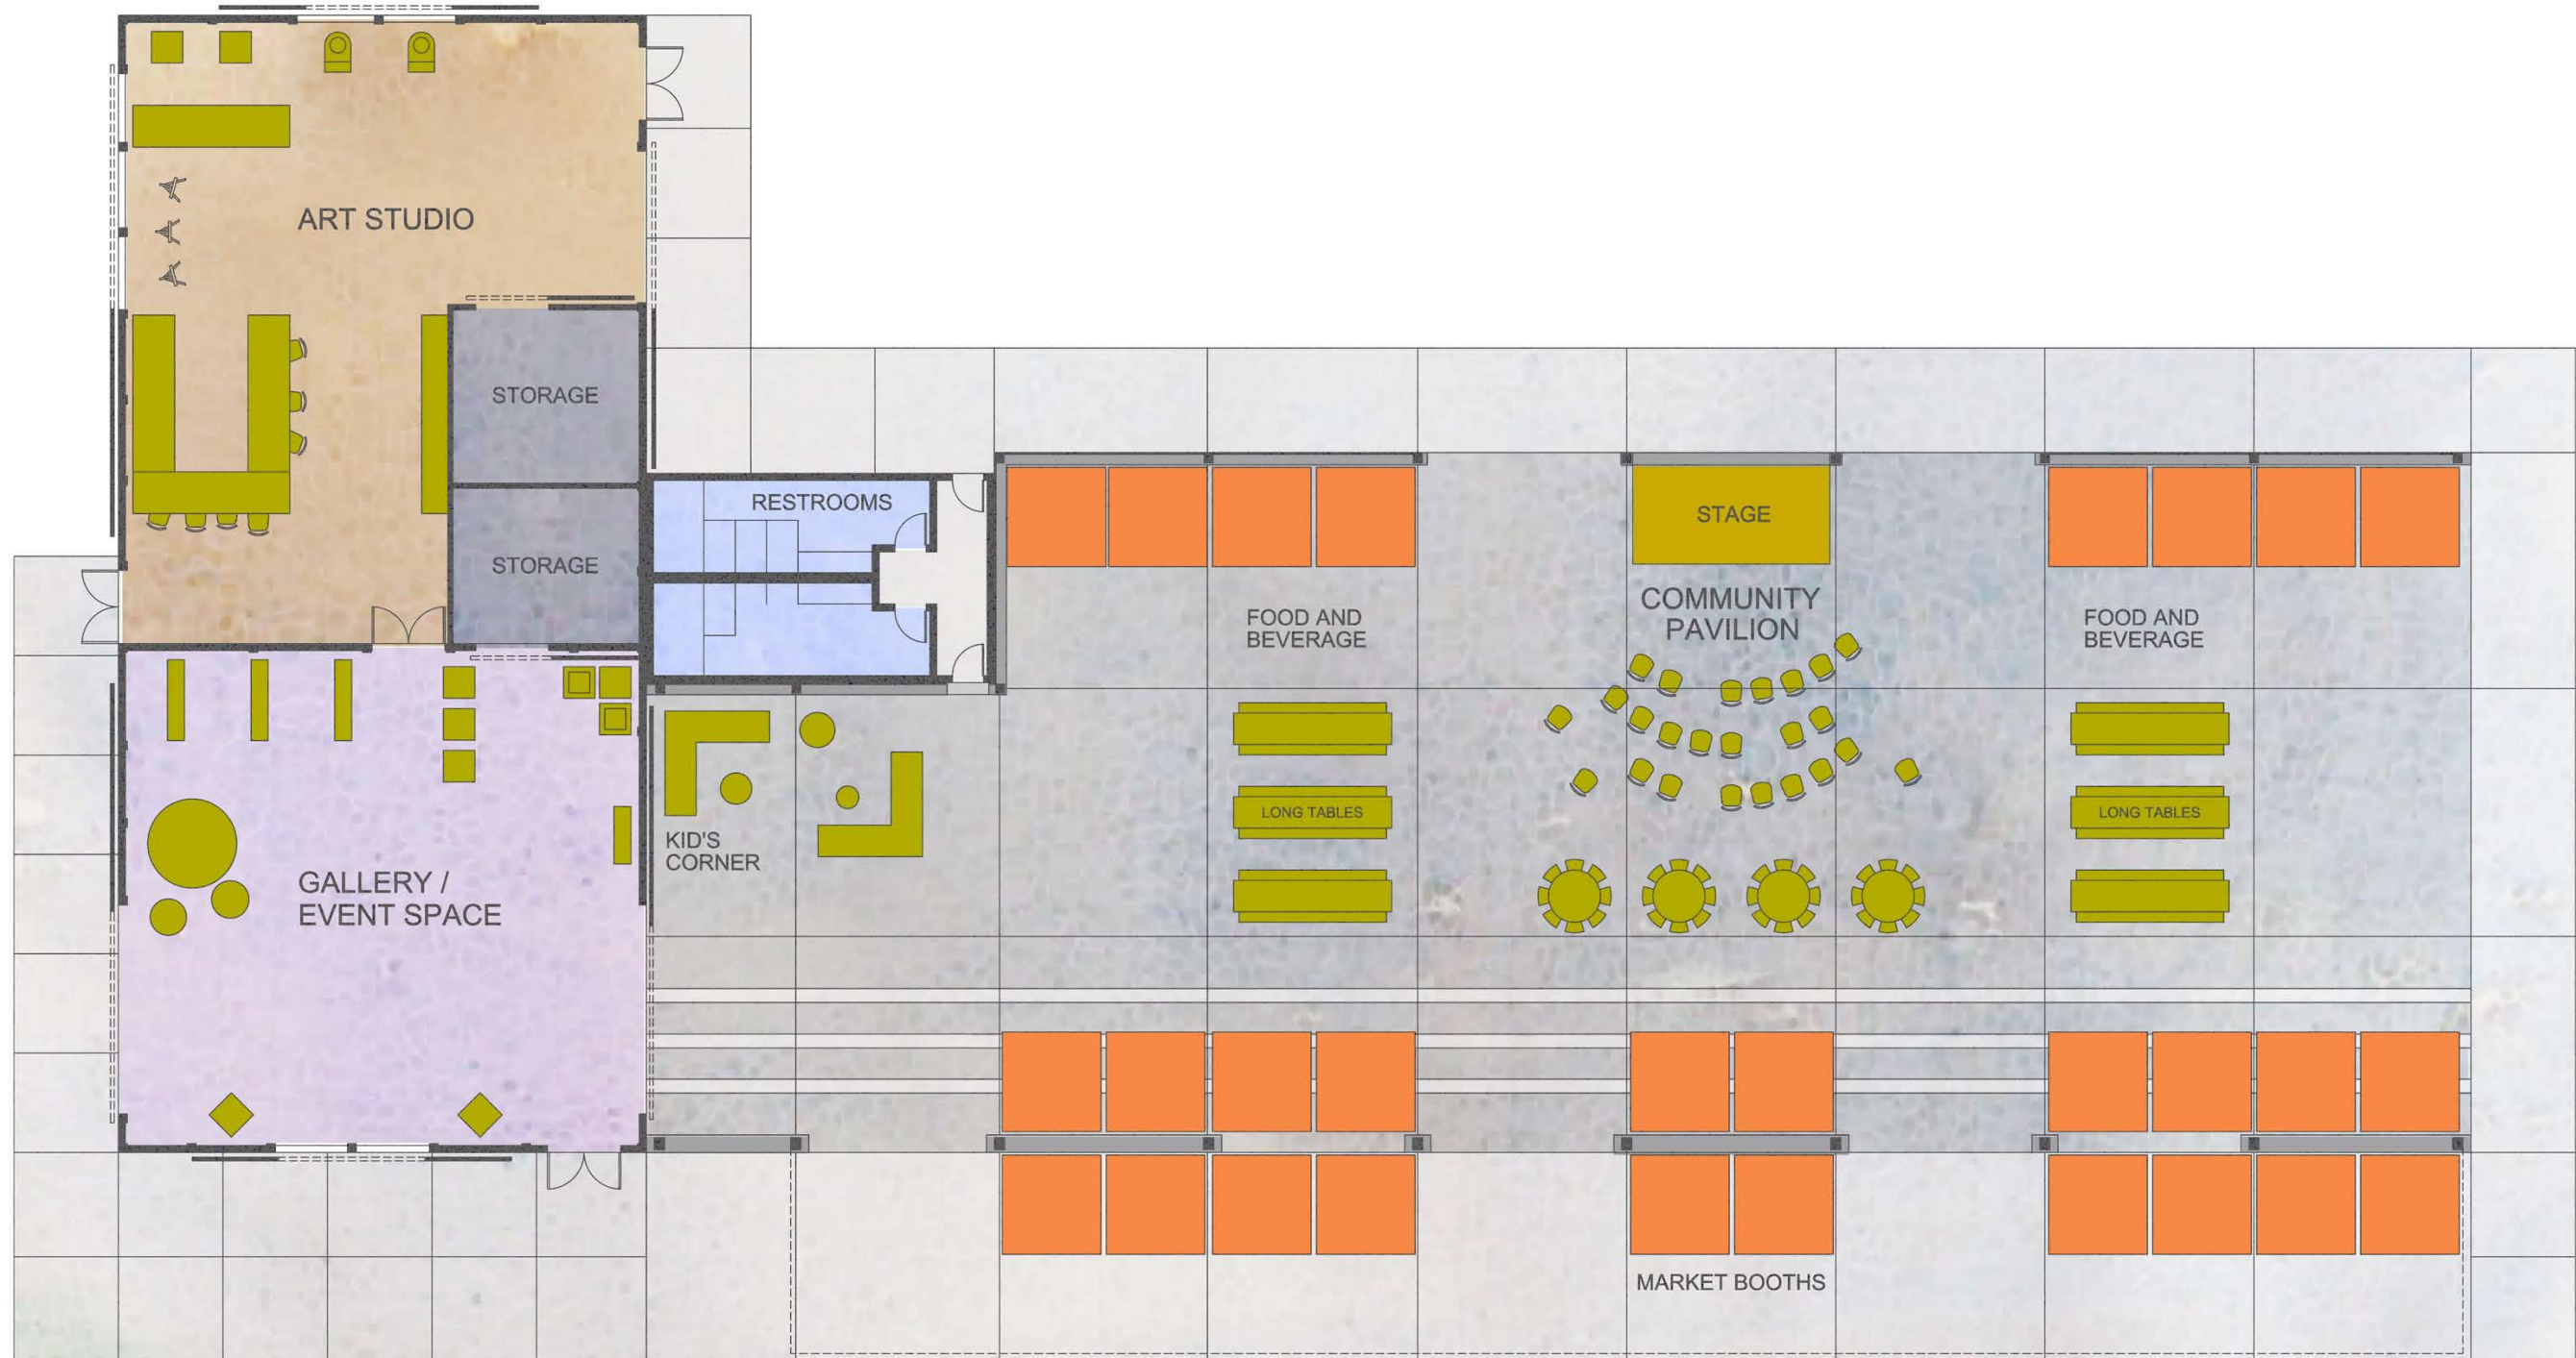 ART STUDIO
STORAGE
STORAGE
RESTROOMS
GALLERY /
EVENT SPACE
KID'S
CORNER
FOOD AND
BEVERAGE
LONG TABLES
STAGE
COMMUNITY
PAVILION
FOOD AND
BEVERAGE
LONG TABLES
MARKET BOOTHS